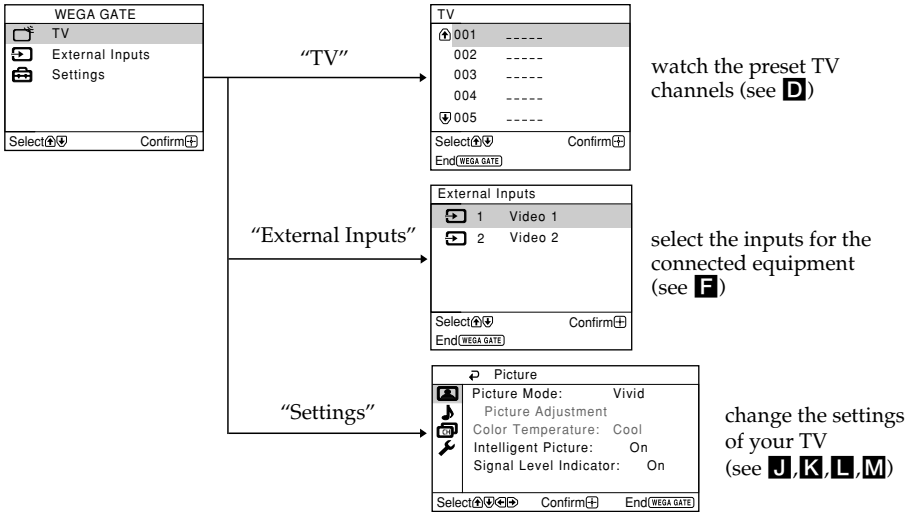 WEGA GATE
TV
External Inputs
Settings
Select Confirm
"TV"
TV
001 -----
002 -----
003 -----
004 -----
005 -----
Select Confirm
End WEGA GATE
watch the preset TV
channels (see D)
"External Inputs"
External Inputs
1 Video 1
2 Video 2
Select Confirm
End WEGA GATE
select the inputs for the
connected equipment
(see F)
"Settings"
Picture
Picture Mode: Vivid
Picture Adjustment
Color Temperature: Cool
Intelligent Picture: On
Signal Level Indicator: On
CH
Select Confirm End WEGA GATE
change the settings
of your TV
(see J,K,L,M)